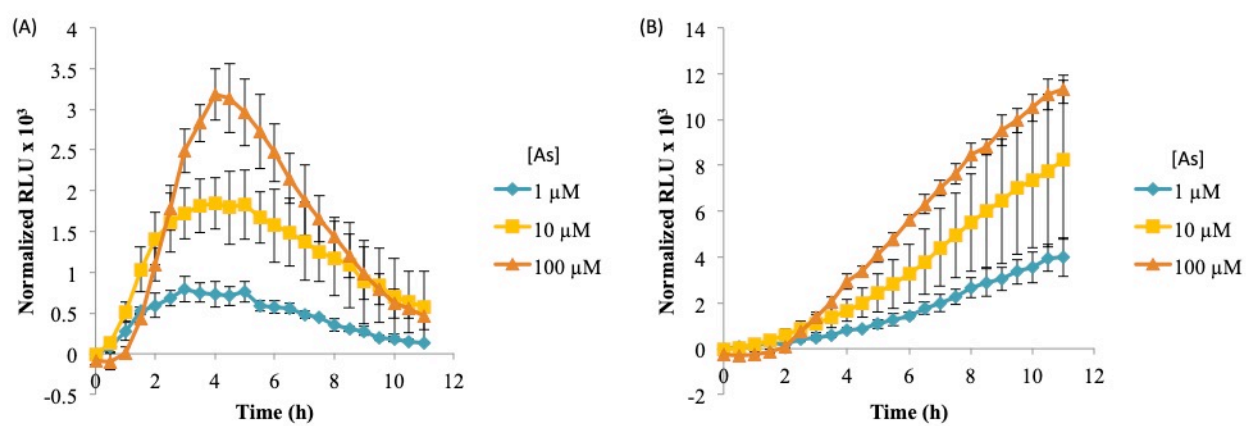 (A)
Normalized RLU x 10³
4
3.5
3
2.5
2
1.5
1
0.5
0
-0.5
0 2 4 6 8 10 12
Time (h)
[As]
1 µM
10 µM
100 µM
(B)
Normalized RLU x 10³
14
12
10
8
6
4
2
0
-2
0 2 4 6 8 10 12
Time (h)
[As]
1 µM
10 µM
100 µM